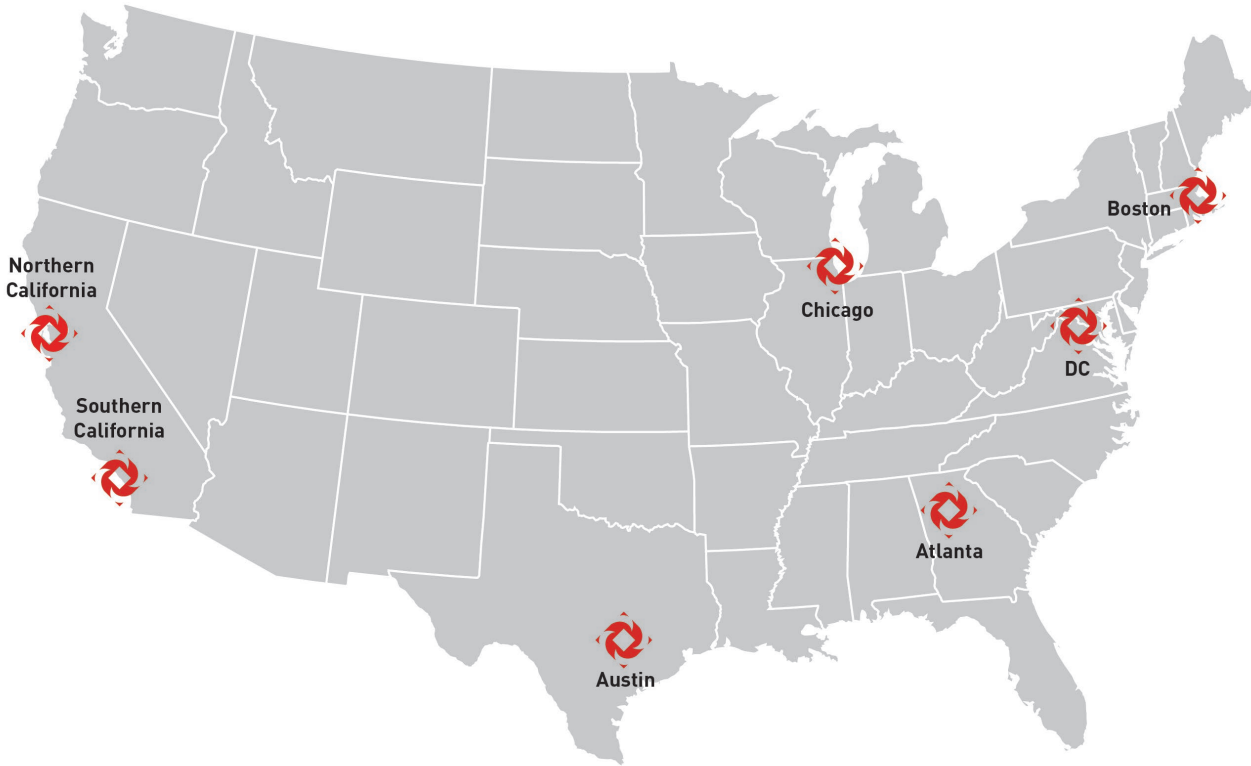 Northern
California
Southern
California
Austin
Chicago
Atlanta
DC
Boston